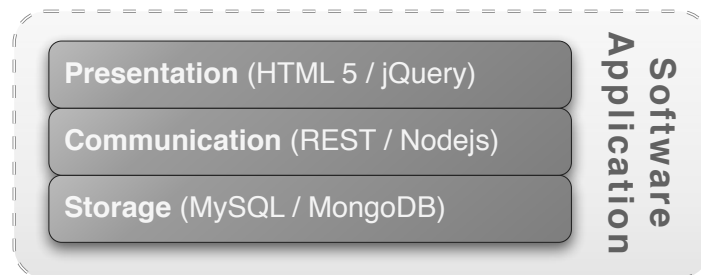 Presentation (HTML 5 / jQuery)
Communication (REST / Nodejs)
Storage (MySQL / MongoDB)
Software
Application